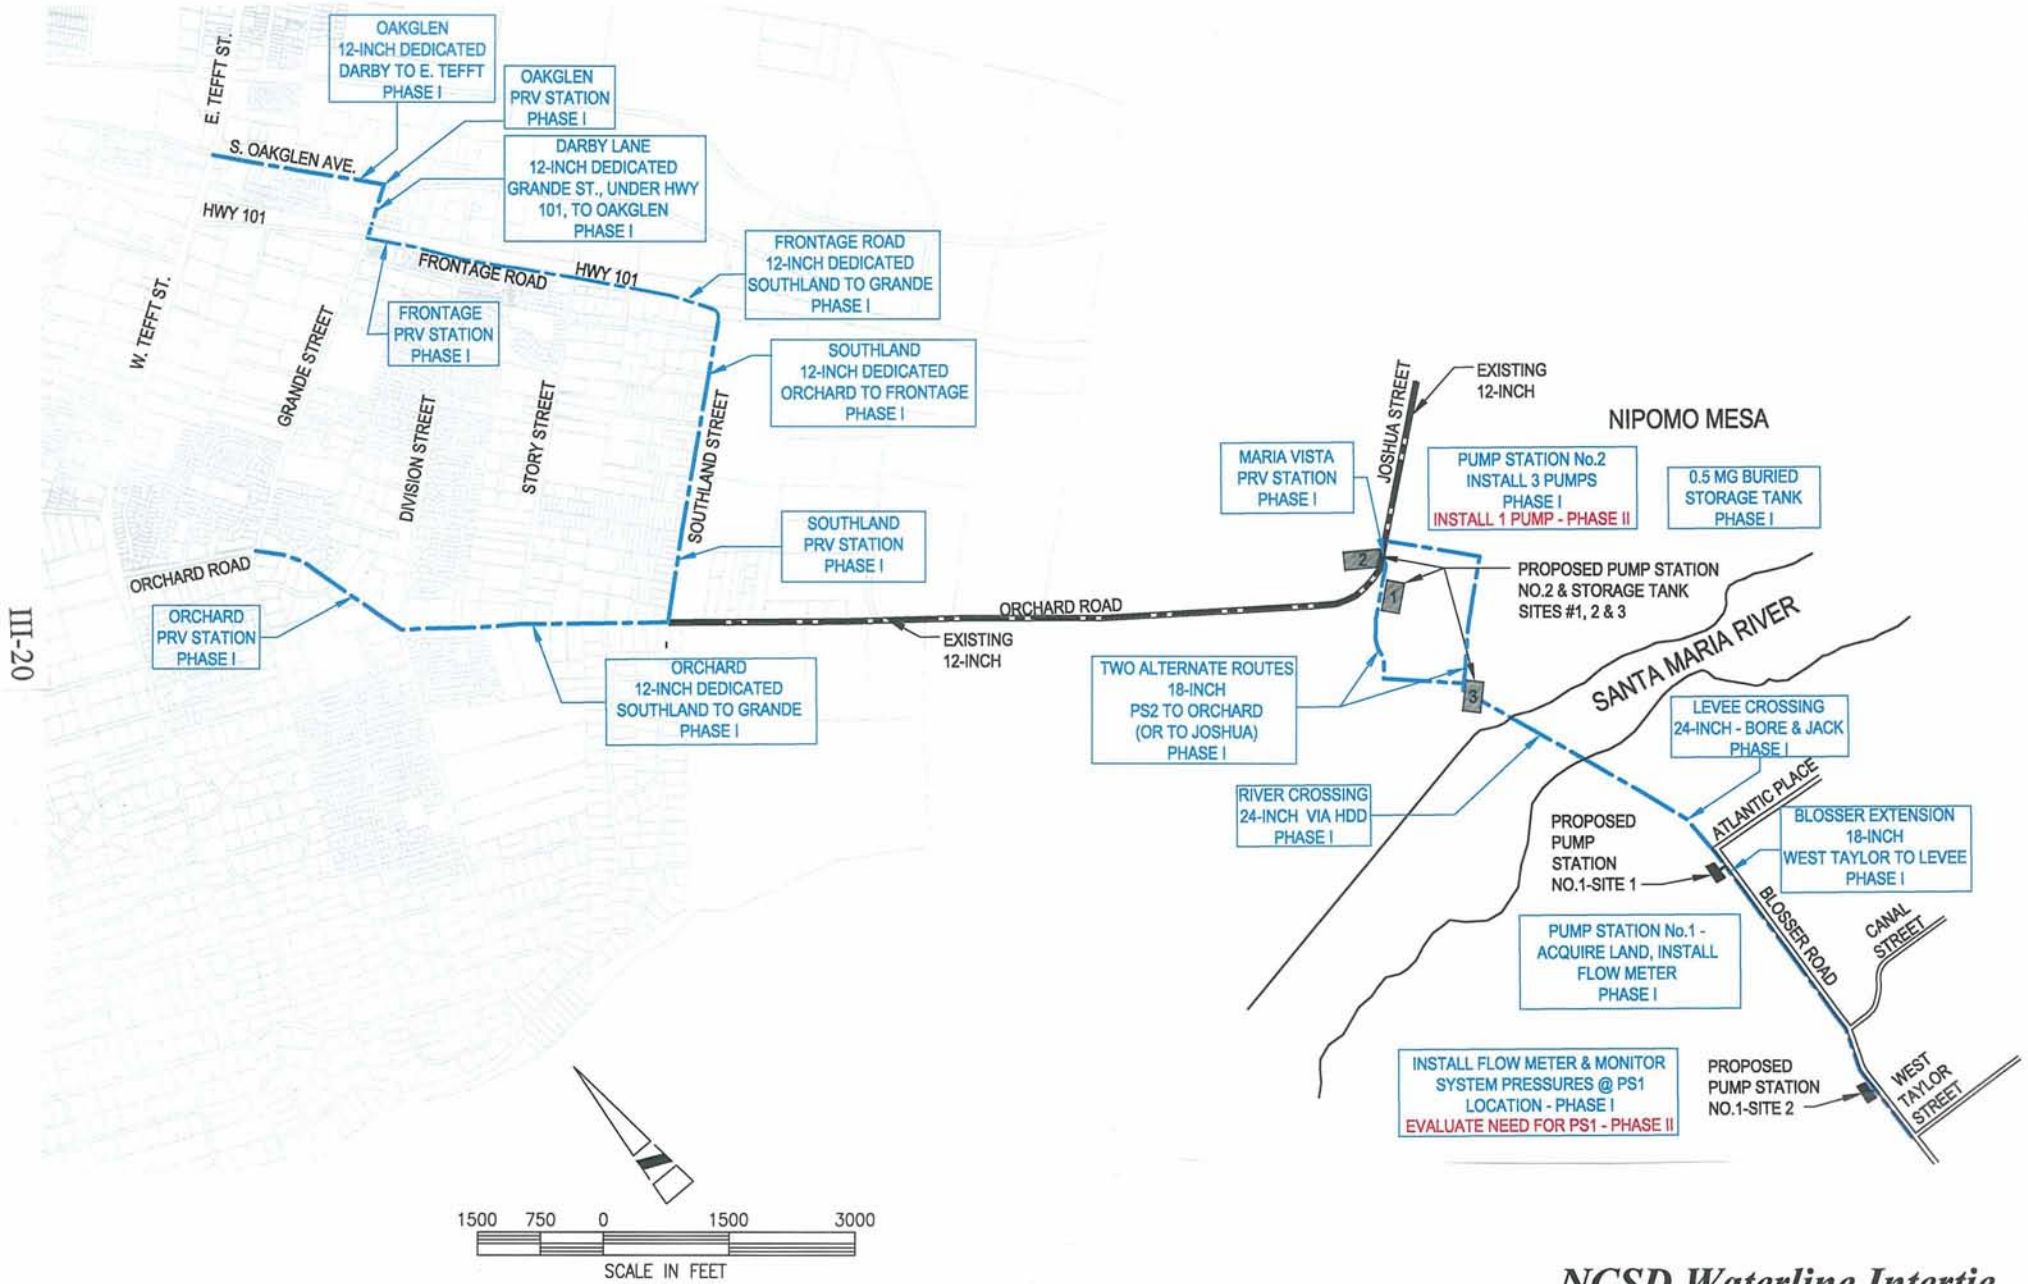 OAKGLEN
12-INCH DEDICATED
DARBY TO E. TEFFT
PHASE I
E. TEFFT ST.
OAKGLEN
PRV STATION
PHASE I
S. OAKGLEN AVE.
DARBY LANE
12-INCH DEDICATED
GRANDE ST., UNDER HWY
101, TO OAKGLEN
PHASE I
HWY 101
FRONTAGE ROAD
HWY 101
FRONTAGE ROAD
12-INCH DEDICATED
SOUTHLAND TO GRANDE
PHASE I
W. TEFFT ST.
GRANDE STREET
FRONTAGE
PRV STATION
PHASE I
SOUTHLAND
12-INCH DEDICATED
ORCHARD TO FRONTAGE
PHASE I
DIVISION STREET
STORY STREET
SOUTHLAND STREET
SOUTHLAND
PRV STATION
PHASE I
ORCHARD ROAD
ORCHARD
PRV STATION
PHASE I
ORCHARD
12-INCH DEDICATED
SOUTHLAND TO GRANDE
PHASE I
ORCHARD ROAD
EXISTING
12-INCH
JOSHUA STREET
EXISTING
12-INCH
NIPOMO MESA
MARIA VISTA
PRV STATION
PHASE I
PUMP STATION No.2
INSTALL 3 PUMPS
PHASE I
INSTALL 1 PUMP - PHASE II
0.5 MG BURIED
STORAGE TANK
PHASE I
2
1
3
PROPOSED PUMP STATION
NO.2 & STORAGE TANK
SITES #1, 2 & 3
SANTA MARIA RIVER
TWO ALTERNATE ROUTES
18-INCH
PS2 TO ORCHARD
(OR TO JOSHUA)
PHASE I
LEVEE CROSSING
24-INCH - BORE & JACK
PHASE I
RIVER CROSSING
24-INCH VIA HDD
PHASE I
ATLANTIC PLACE
PROPOSED
PUMP
STATION
NO.1-SITE 1
BLOSSER EXTENSION
18-INCH
WEST TAYLOR TO LEVEE
PHASE I
BLOSSER ROAD
CANAL
STREET
PUMP STATION No.1 -
ACQUIRE LAND, INSTALL
FLOW METER
PHASE I
INSTALL FLOW METER & MONITOR
SYSTEM PRESSURES @ PS1
LOCATION - PHASE I
EVALUATE NEED FOR PS1 - PHASE II
PROPOSED
PUMP STATION
NO.1-SITE 2
WEST
TAYLOR
STREET
III-20
1500 750 0 1500 3000
SCALE IN FEET
NCSD Waterline Intertie